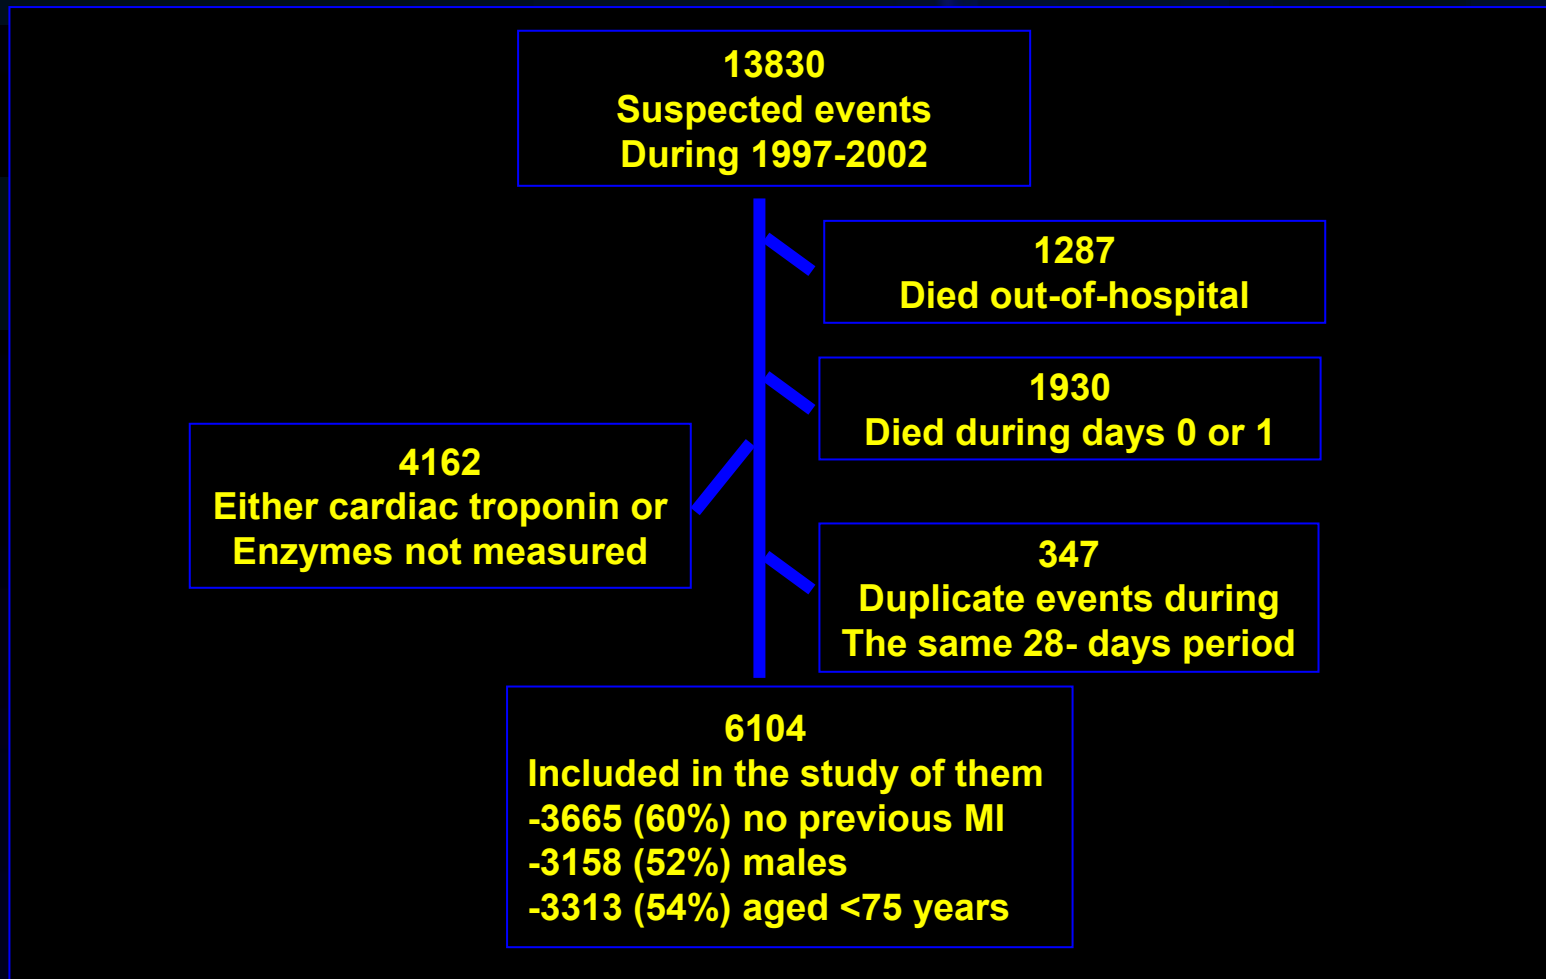 13830
Suspected events
During 1997-2002
1287
Died out-of-hospital
1930
Died during days 0 or 1
4162
Either cardiac troponin or
Enzymes not measured
347
Duplicate events during
The same 28- days period
6104
Included in the study of them
-3665 (60%) no previous MI
-3158 (52%) males
-3313 (54%) aged <75 years